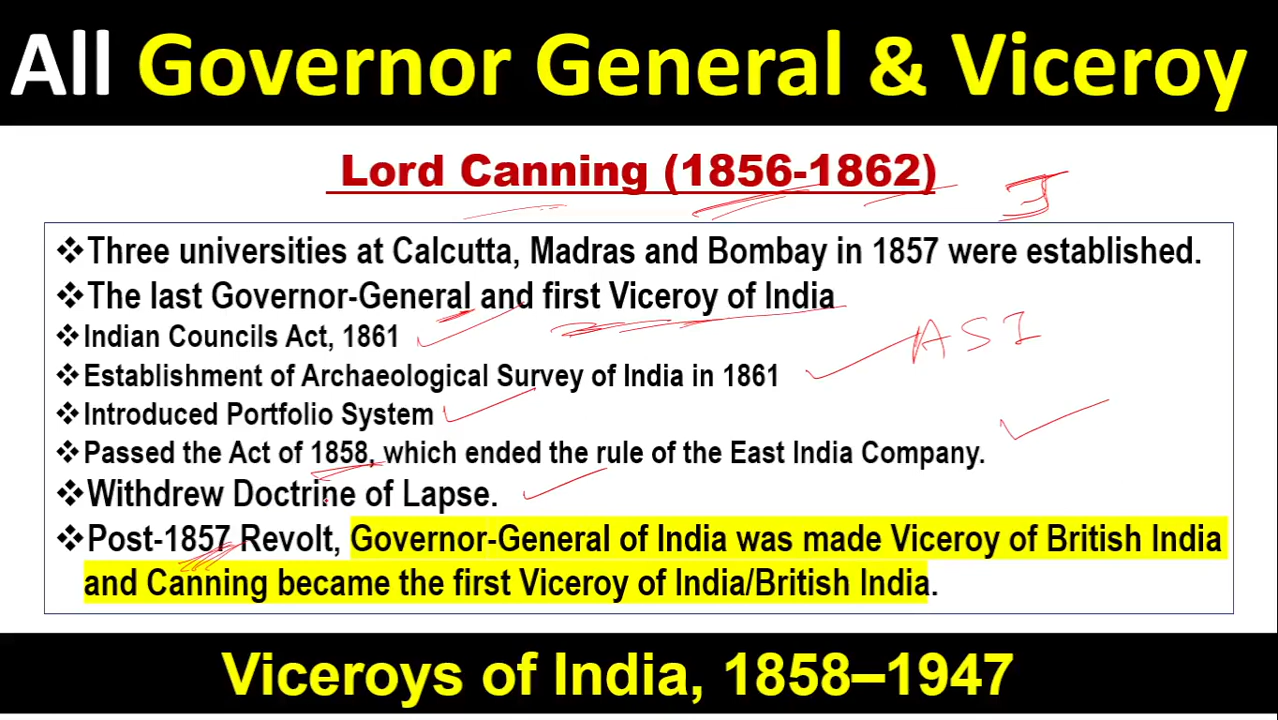 All Governor General & Viceroy
Lord Canning (1856-1862)
❖Three universities at Calcutta, Madras and Bombay in 1857 were established.
❖The last Governor-General and first Viceroy of India
❖Indian Councils Act, 1861
ASI
❖Establishment of Archaeological Survey of India in 1861
❖Introduced Portfolio System
❖Passed the Act of 1858, which ended the rule of the East India Company.
❖Withdrew Doctrine of Lapse.
❖Post-1857 Revolt, Governor-General of India was made Viceroy of British India
and Canning became the first Viceroy of India/British India.
Viceroys of India, 1858–1947